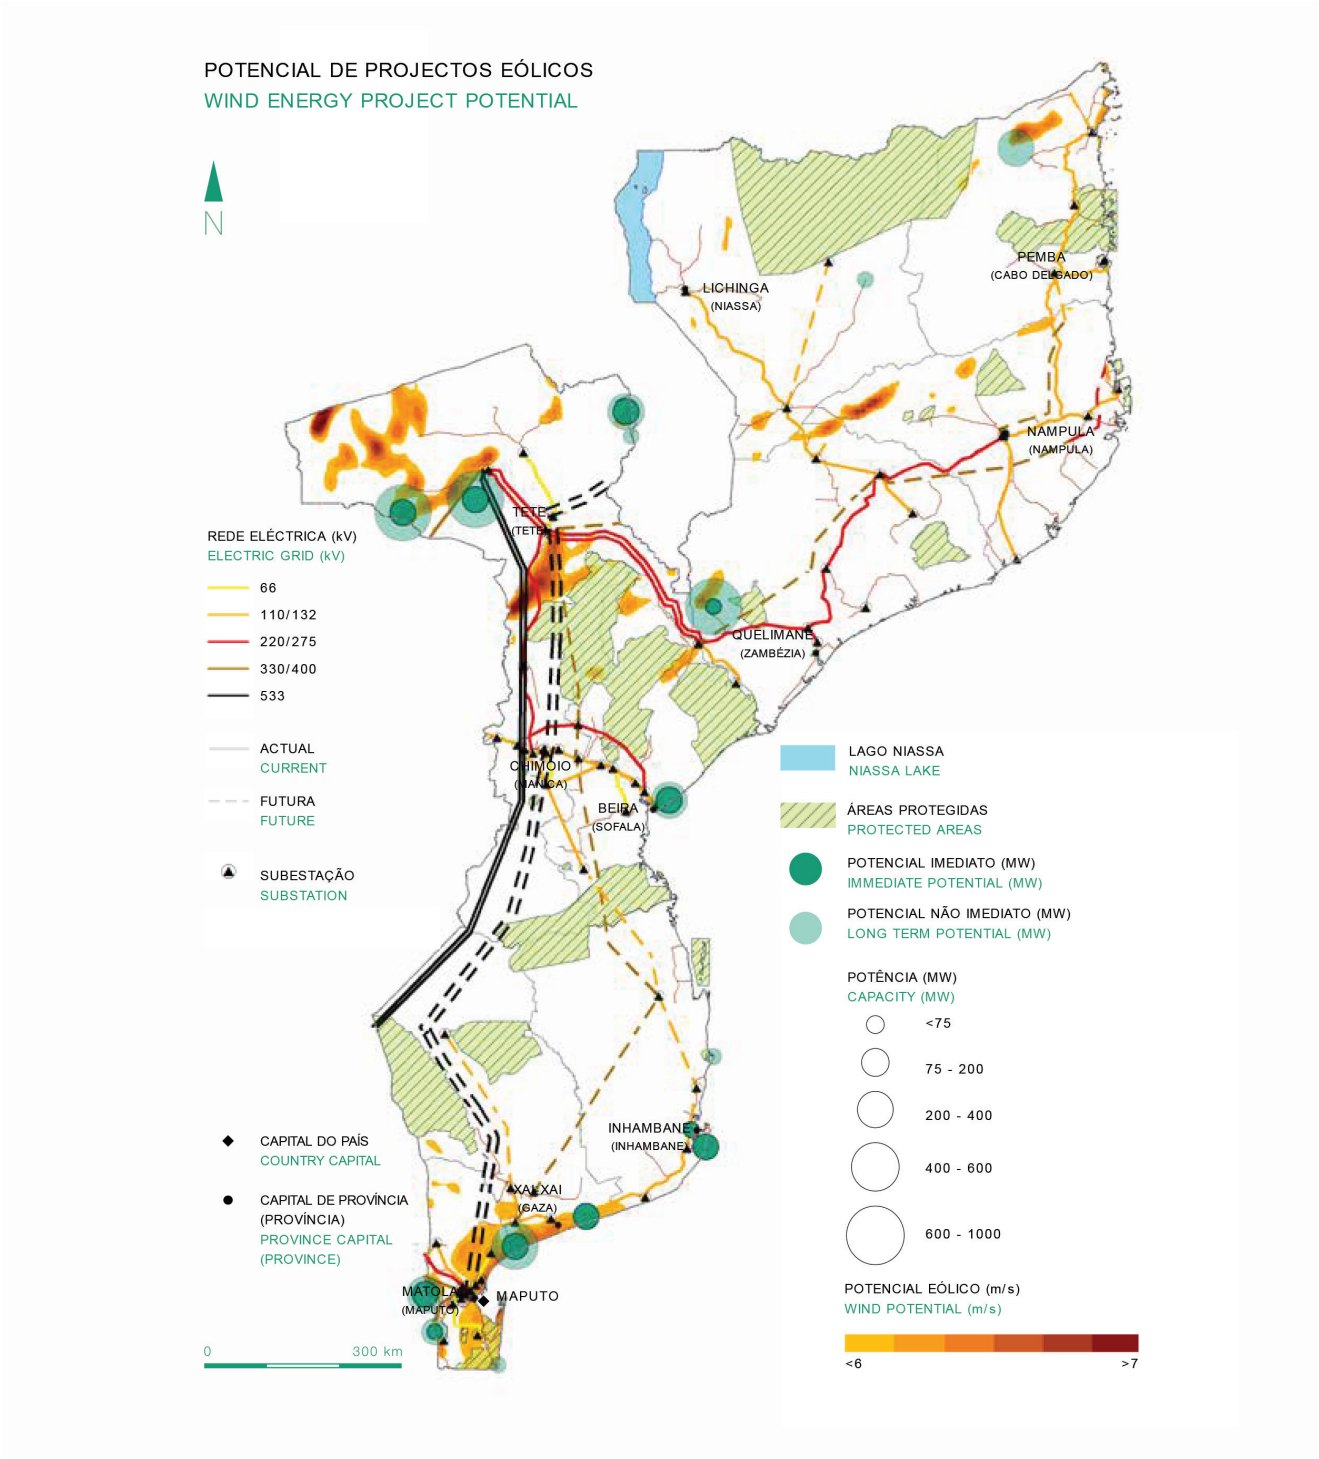 POTENCIAL DE PROJECTOS EÓLICOS
WIND ENERGY PROJECT POTENTIAL
N
PEMBA
(CABO DELGADO)
LICHINGA
(NIASSA)
NAMPULA
(NAMPULA)
TETE
(TETE)
QUELIMANE
(ZAMBÉZIA)
CHIMOIO
(MANICA)
BEIRA
(SOFALA)
INHAMBANE
(INHAMBANE)
XAI-XAI
(GAZA)
MATOLA
(MAPUTO)
MAPUTO
REDE ELÉCTRICA (kV)
ELECTRIC GRID (kV)
66
110/132
220/275
330/400
533
ACTUAL
CURRENT
FUTURA
FUTURE
SUBESTAÇÃO
SUBSTATION
CAPITAL DO PAÍS
COUNTRY CAPITAL
CAPITAL DE PROVÍNCIA
(PROVÍNCIA)
PROVINCE CAPITAL
(PROVINCE)
0 300 km
LAGO NIASSA
NIASSA LAKE
ÁREAS PROTEGIDAS
PROTECTED AREAS
POTENCIAL IMEDIATO (MW)
IMMEDIATE POTENTIAL (MW)
POTENCIAL NÃO IMEDIATO (MW)
LONG TERM POTENTIAL (MW)
POTÊNCIA (MW)
CAPACITY (MW)
<75
75 - 200
200 - 400
400 - 600
600 - 1000
POTENCIAL EÓLICO (m/s)
WIND POTENTIAL (m/s)
<6 >7